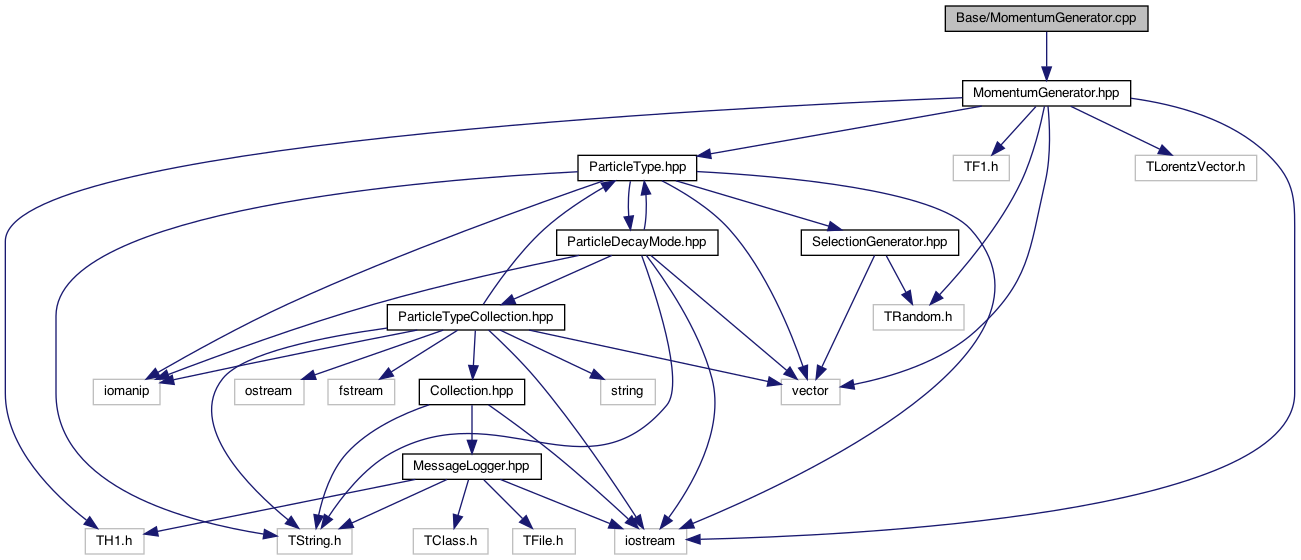 Base/MomentumGenerator.cpp
MomentumGenerator.hpp
ParticleType.hpp
TF1.h
TLorentzVector.h
ParticleDecayMode.hpp
SelectionGenerator.hpp
ParticleTypeCollection.hpp
TRandom.h
iomanip
ostream
fstream
Collection.hpp
string
vector
MessageLogger.hpp
TH1.h
TString.h
TClass.h
TFile.h
iostream